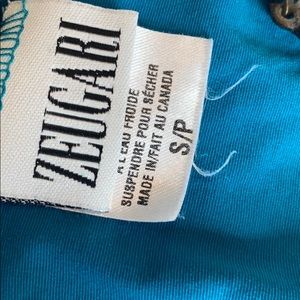 ZEUGARI
A L'EAU FROIDE
SUSPENDRE POUR SÉCHER
MADE IN/FAIT AU CANADA
S/P